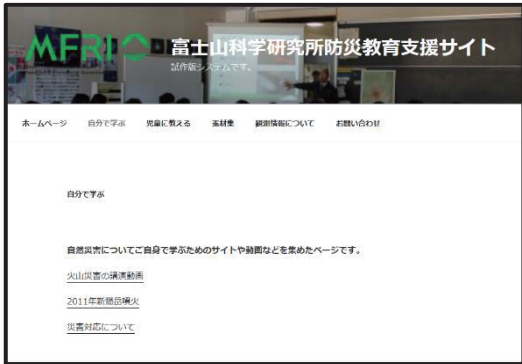 MFRI
富士山科学研究所防災教育支援サイト
試作版システムです。
ホームページ 自分で学ぶ 児童に教える 素材集 観測情報について お問い合わせ
自分で学ぶ
自然災害についてご自身で学ぶためのサイトや動画などを集めたページです。
火山災害の講演動画
2011年新燃岳噴火
災害対応について